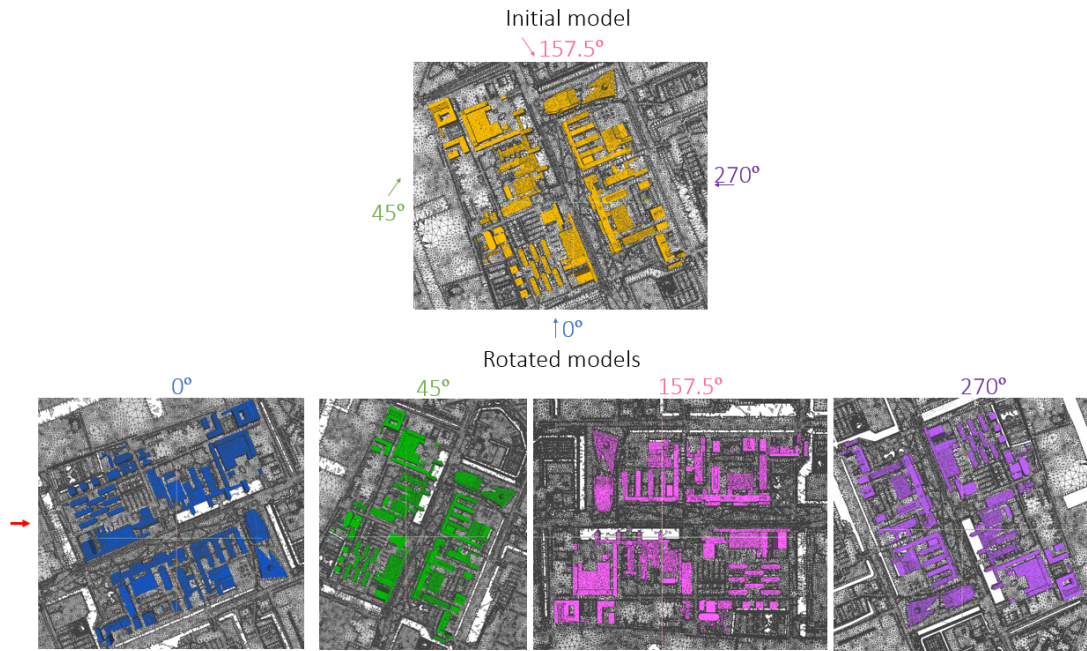 Initial model
157.5º
270º
45º
0º
Rotated models
0º
45º
157.5º
270º